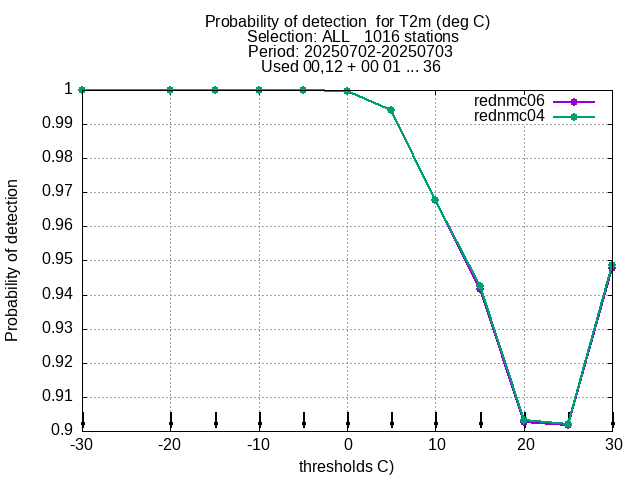 Probability of detection  for T2m (deg C)
Selection: ALL   1016 stations
Period: 20250702-20250703
Used 00,12 + 00 01 ... 36
rednmc06
rednmc04
1
0.99
0.98
0.97
0.96
0.95
0.94
0.93
0.92
0.91
0.9
Probability of detection
-30 -20 -10 0 10 20 30
thresholds C)